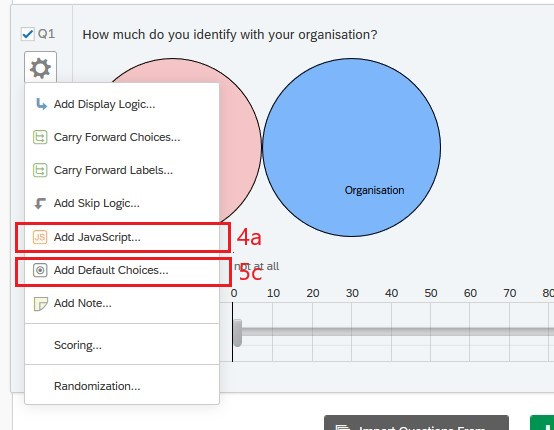 Q1 How much do you identify with your organisation?
Add Display Logic...
Carry Forward Choices...
Carry Forward Labels...
Organisation
Add Skip Logic...
JS Add JavaScript... 4a
not at all
Add Default Choices... 5c
0 10 20 30 40 50 60 70 80
Add Note...
Scoring...
Randomization...
Import Questions From...